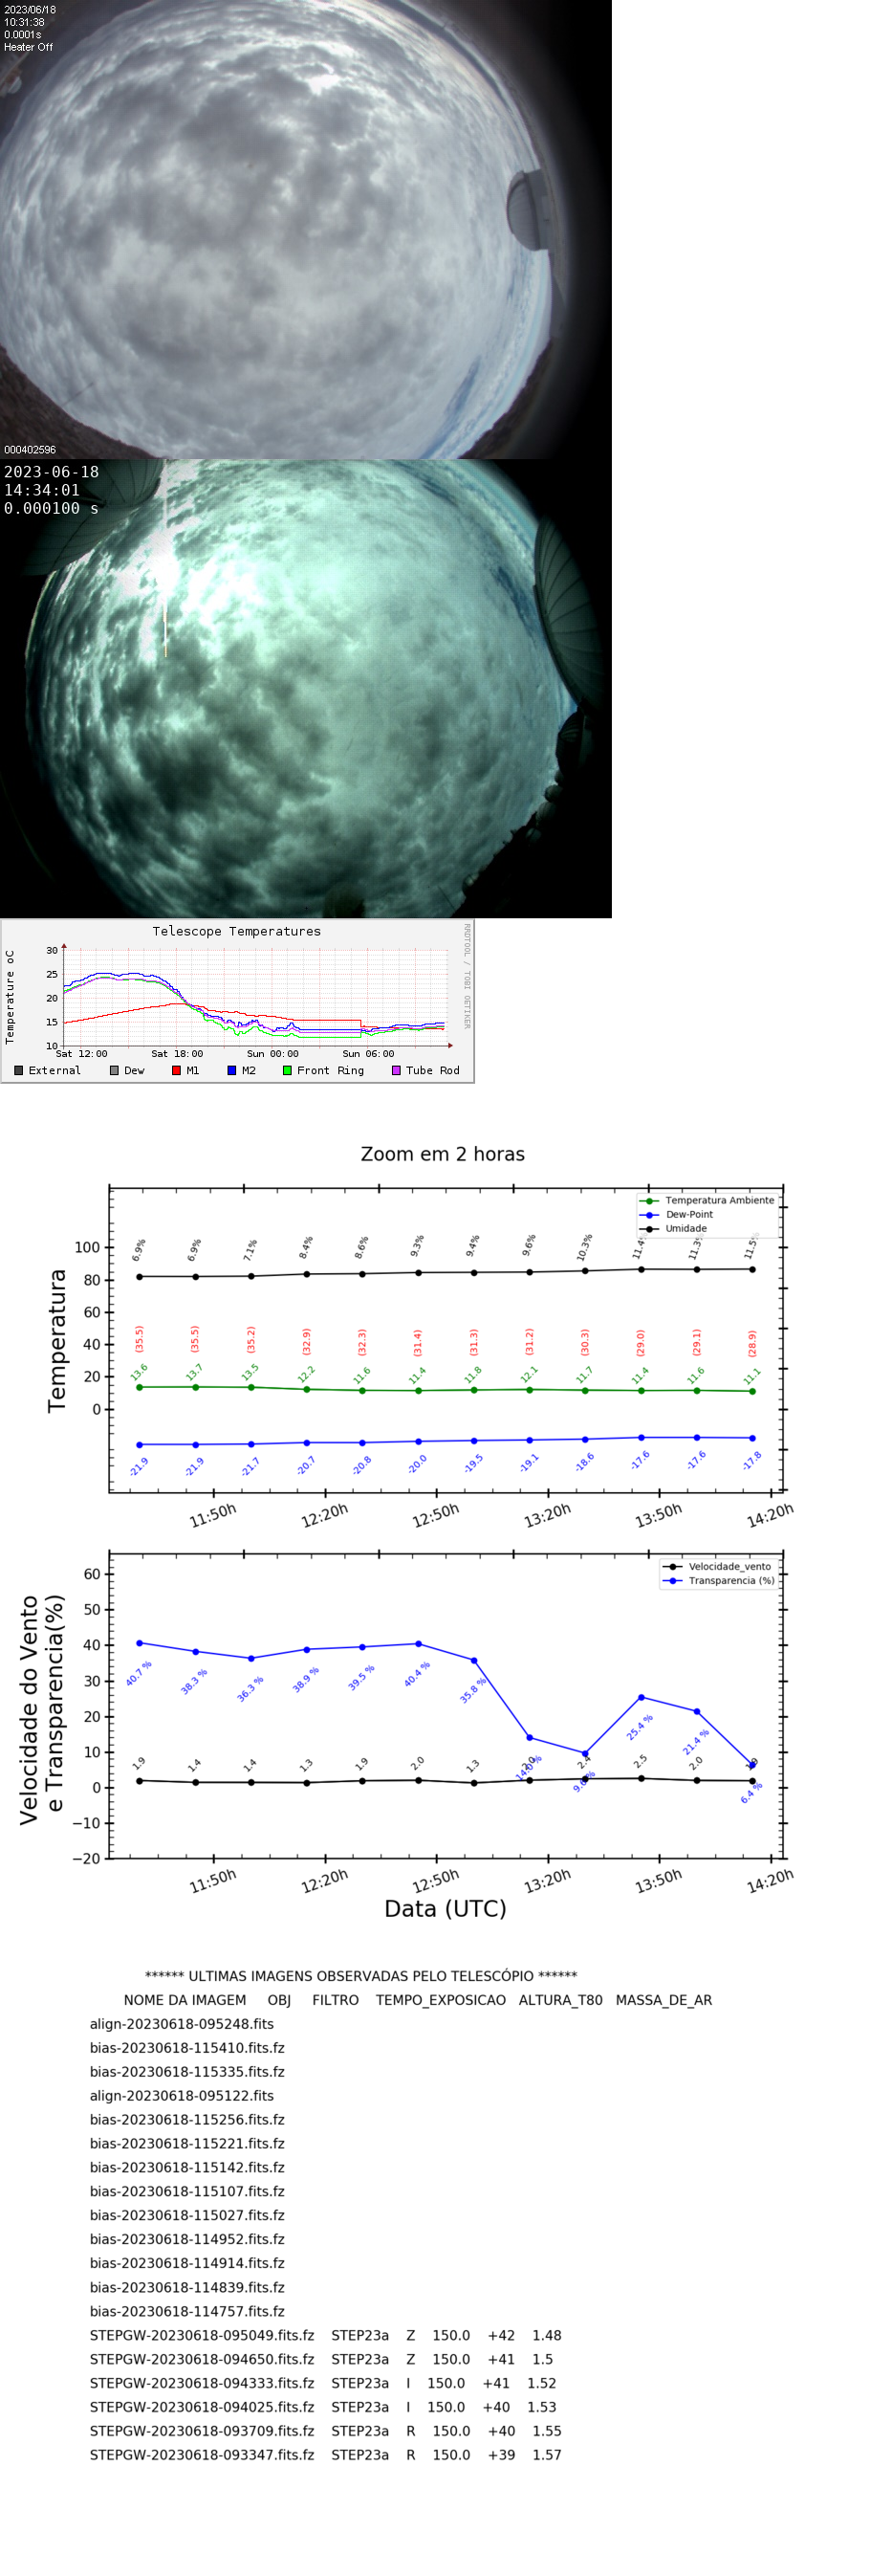 2023/06/18
10:31:38
0.0001s
Heater Off
000402596
2023-06-18
14:34:01
0.000100 s
Telescope Temperatures
RRDTOOL / TOBI OETIKER
Temperature oC
30
25
20
15
10
Sat 12:00 Sat 18:00 Sun 00:00 Sun 06:00
External Dew M1 M2 Front Ring Tube Rod
Zoom em 2 horas
Temperatura Ambiente
Dew-Point
Umidade
Temperatura
100
80
60
40
20
0
6.9% 6.9% 7.1% 8.4% 8.6% 9.3% 9.4% 9.6% 10.3% 11.4% 11.3% 11.5%
(35.5) (35.5) (35.2) (32.9) (32.3) (31.4) (31.3) (31.2) (30.3) (29.0) (29.1) (28.9)
13.6 13.7 13.5 12.2 11.6 11.4 11.8 12.1 11.7 11.4 11.6 11.1
-21.9 -21.9 -21.7 -20.7 -20.8 -20.0 -19.5 -19.1 -18.6 -17.6 -17.6 -17.8
11:50h 12:20h 12:50h 13:20h 13:50h 14:20h
Velocidade_vento
Transparencia (%)
Velocidade do Vento
e Transparencia(%)
60
50
40
30
20
10
0
−10
−20
40.7 % 38.3 % 36.3 % 38.9 % 39.5 % 40.4 % 35.8 % 14.0 % 9.6 % 25.4 % 21.4 % 6.4 %
1.9 1.4 1.4 1.3 1.9 2.0 1.3 2.0 2.4 2.5 2.0 1.9
11:50h 12:20h 12:50h 13:20h 13:50h 14:20h
Data (UTC)
****** ULTIMAS IMAGENS OBSERVADAS PELO TELESCÓPIO ******
NOME DA IMAGEM OBJ FILTRO TEMPO_EXPOSICAO ALTURA_T80 MASSA_DE_AR
align-20230618-095248.fits
bias-20230618-115410.fits.fz
bias-20230618-115335.fits.fz
align-20230618-095122.fits
bias-20230618-115256.fits.fz
bias-20230618-115221.fits.fz
bias-20230618-115142.fits.fz
bias-20230618-115107.fits.fz
bias-20230618-115027.fits.fz
bias-20230618-114952.fits.fz
bias-20230618-114914.fits.fz
bias-20230618-114839.fits.fz
bias-20230618-114757.fits.fz
STEPGW-20230618-095049.fits.fz STEP23a Z 150.0 +42 1.48
STEPGW-20230618-094650.fits.fz STEP23a Z 150.0 +41 1.5
STEPGW-20230618-094333.fits.fz STEP23a I 150.0 +41 1.52
STEPGW-20230618-094025.fits.fz STEP23a I 150.0 +40 1.53
STEPGW-20230618-093709.fits.fz STEP23a R 150.0 +40 1.55
STEPGW-20230618-093347.fits.fz STEP23a R 150.0 +39 1.57